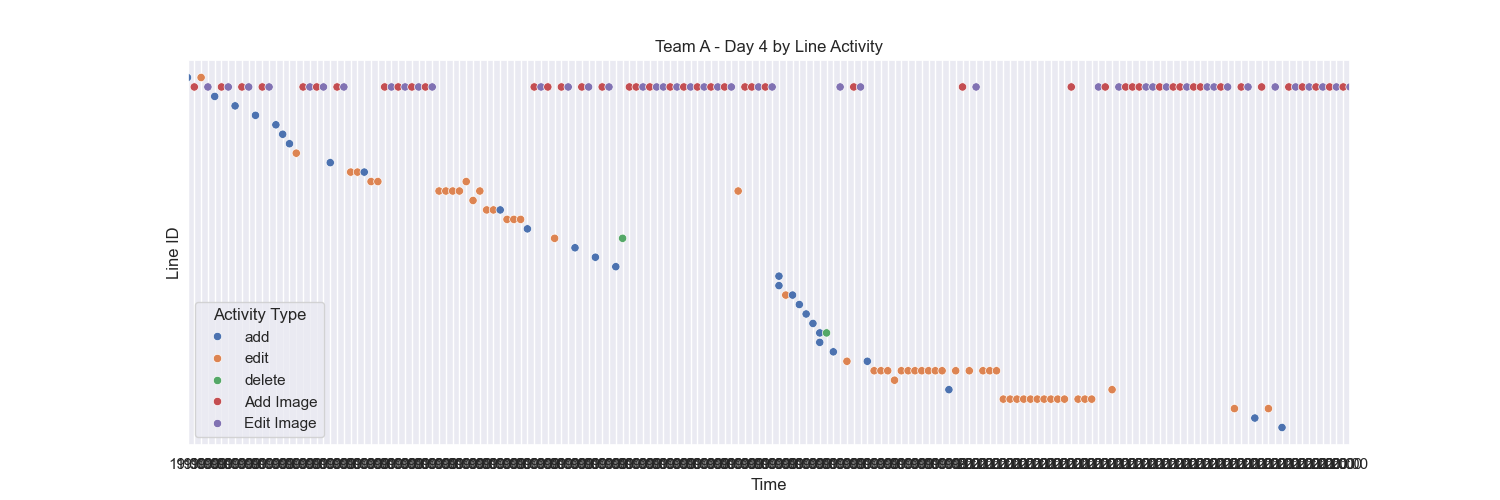 Team A - Day 4 by Line Activity
Line ID
Activity Type
add
edit
delete
Add Image
Edit Image
Time